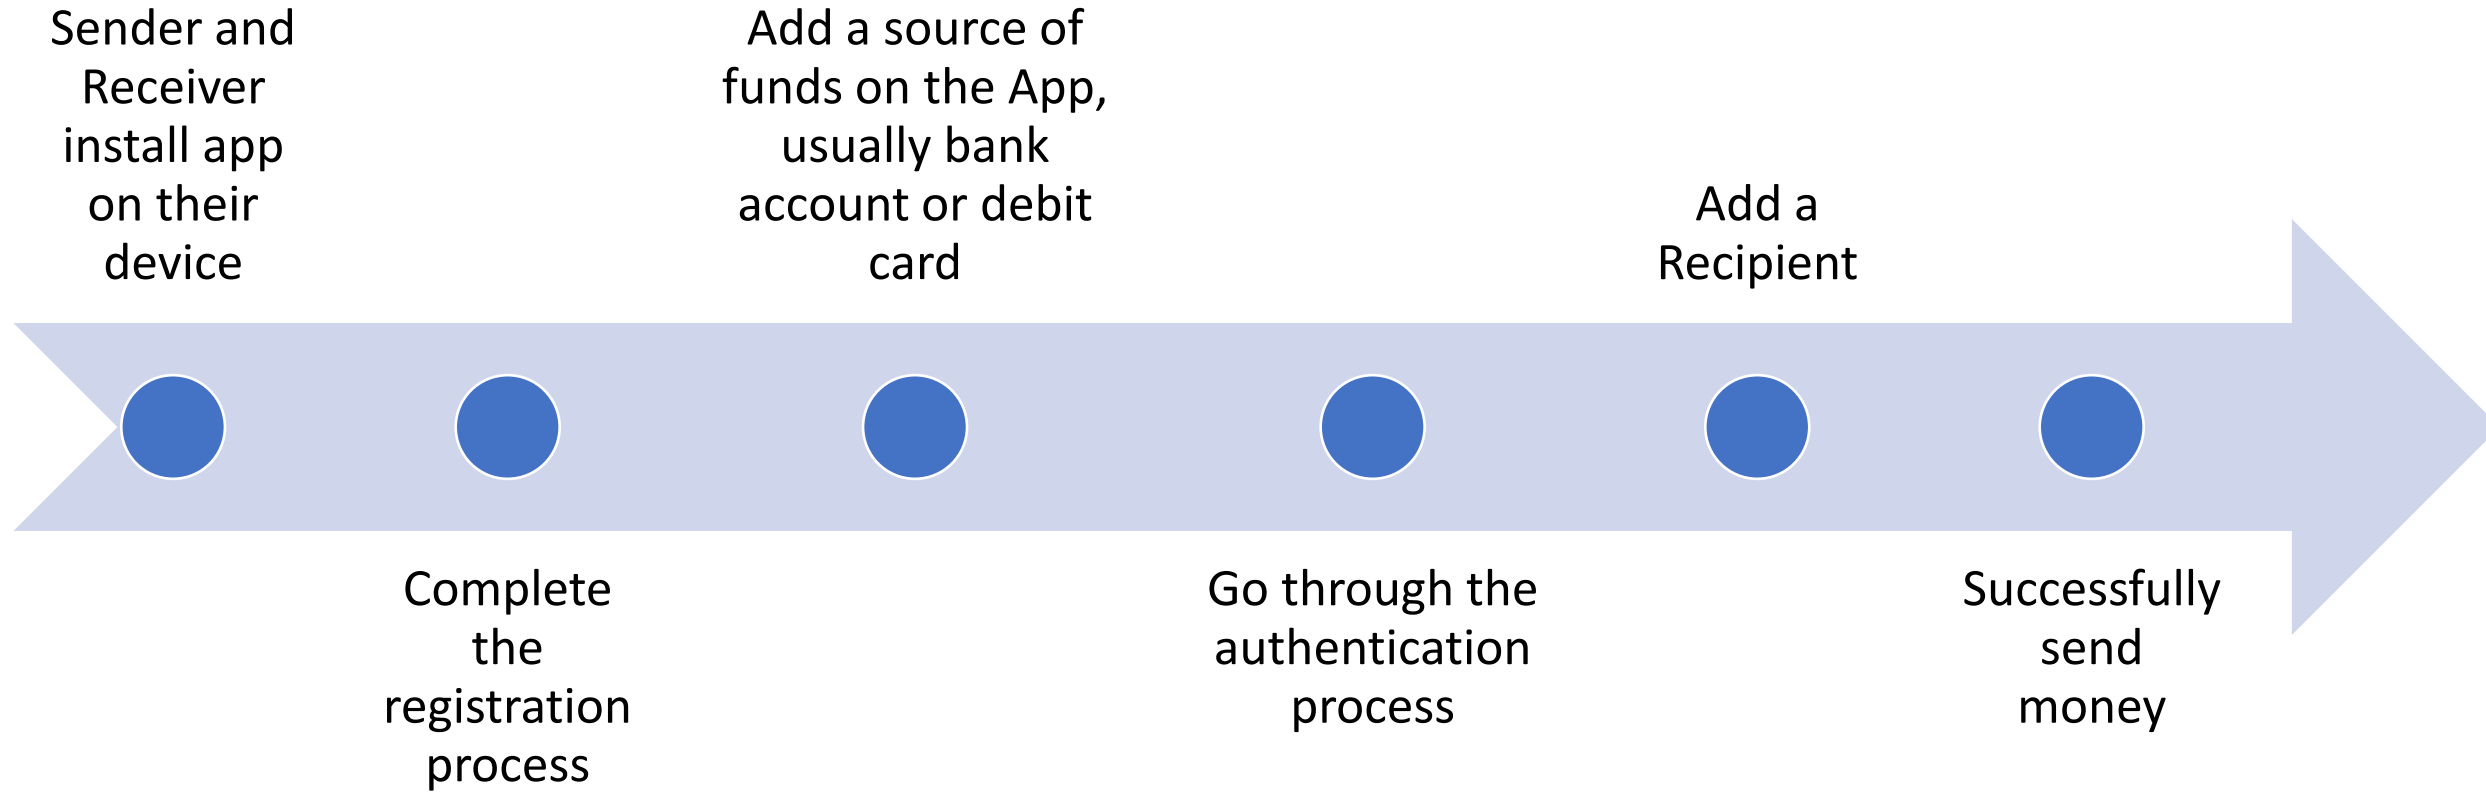 Sender and
Receiver
install app
on their
device
Complete
the
registration
process
Add a source of
funds on the App,
usually bank
account or debit
card
Go through the
authentication
process
Add a
Recipient
Successfully
send
money